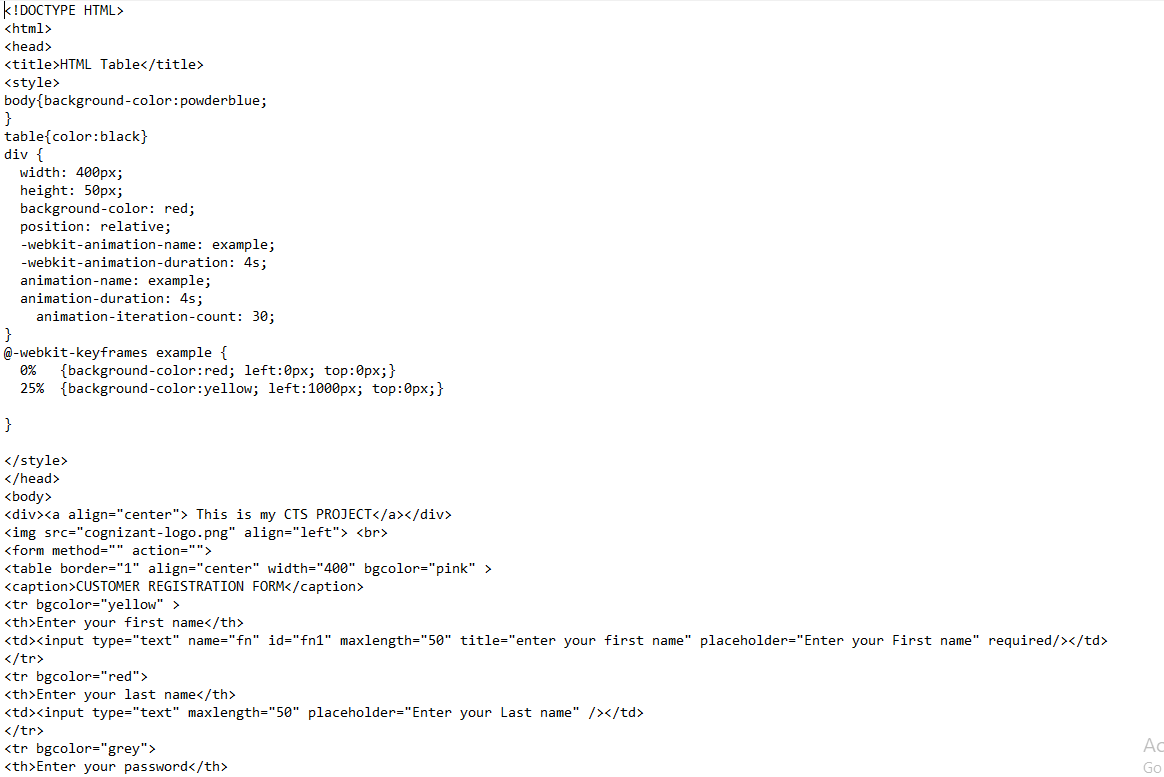 <!DOCTYPE HTML>
<html>
<head>
<title>HTML Table</title>
<style>
body{background-color:powderblue;
}
table{color:black}
div {
  width: 400px;
  height: 50px;
  background-color: red;
  position: relative;
  -webkit-animation-name: example;
  -webkit-animation-duration: 4s;
  animation-name: example;
  animation-duration: 4s;
    animation-iteration-count: 30;
}
@-webkit-keyframes example {
  0%   {background-color:red; left:0px; top:0px;}
  25%  {background-color:yellow; left:1000px; top:0px;}

}

</style>
</head>
<body>
<div><a align="center"> This is my CTS PROJECT</a></div>
<img src="cognizant-logo.png" align="left"> <br>
<form method="" action="">
<table border="1" align="center" width="400" bgcolor="pink" >
<caption>CUSTOMER REGISTRATION FORM</caption>
<tr bgcolor="yellow" >
<th>Enter your first name</th>
<td><input type="text" name="fn" id="fn1" maxlength="50" title="enter your first name" placeholder="Enter your First name" required/></td>
</tr>
<tr bgcolor="red">
<th>Enter your last name</th>
<td><input type="text" maxlength="50" placeholder="Enter your Last name" /></td>
</tr>
<tr bgcolor="grey">
<th>Enter your password</th>
Ac
Go